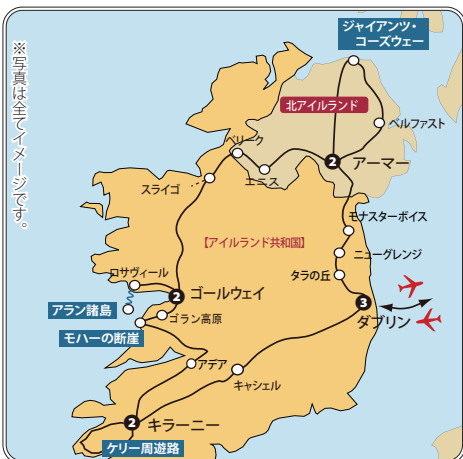 ※写真は全てイメージです。
ジャイアンツ・
コーズウェー
北アイルランド
ベルファスト
ベリーク
2
アーマー
エニス
スライゴ
モナスターボイス
【アイルランド共和国】
ニューグレンジ
ロサヴィール
タラの丘
2
ゴールウェイ
アラン諸島
3
ゴラン高原
ダブリン
モハーの断崖
アデア
キャシェル
2
キラーニー
ケリー周遊路